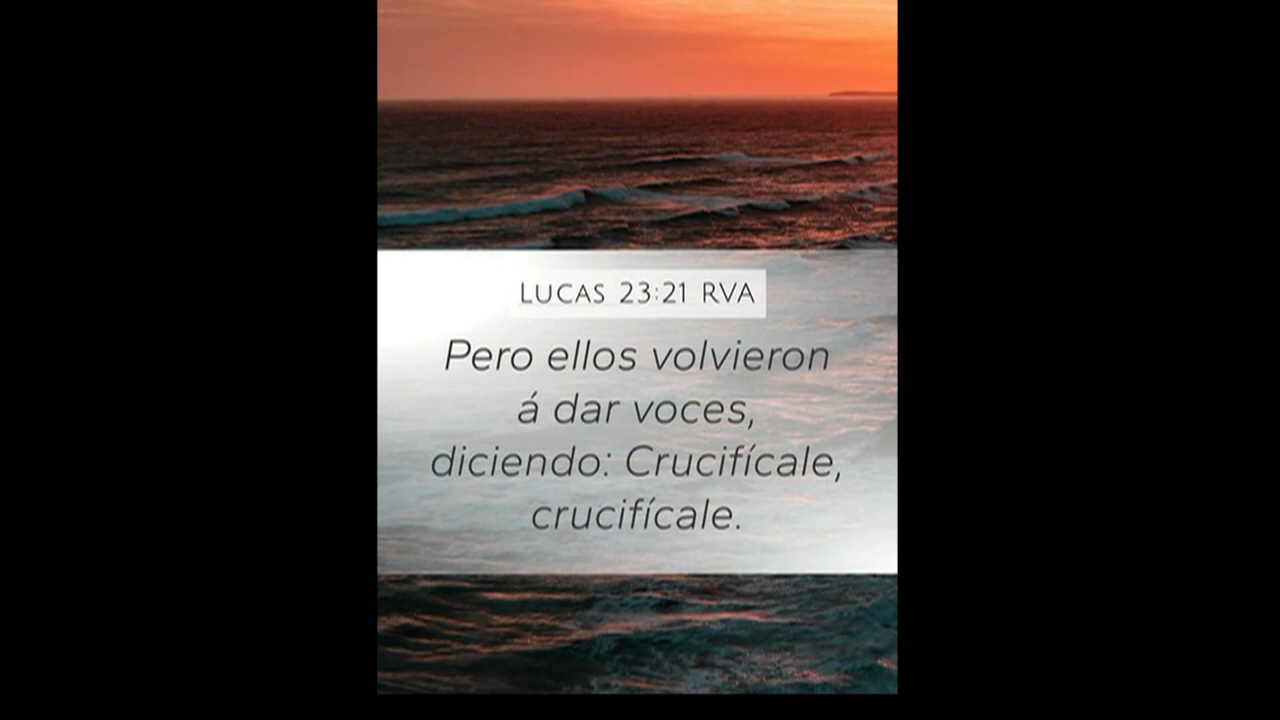 LUCAS 23:21 RVA
Pero ellos volvieron
á dar voces,
diciendo: Crucifícale,
crucifícale.